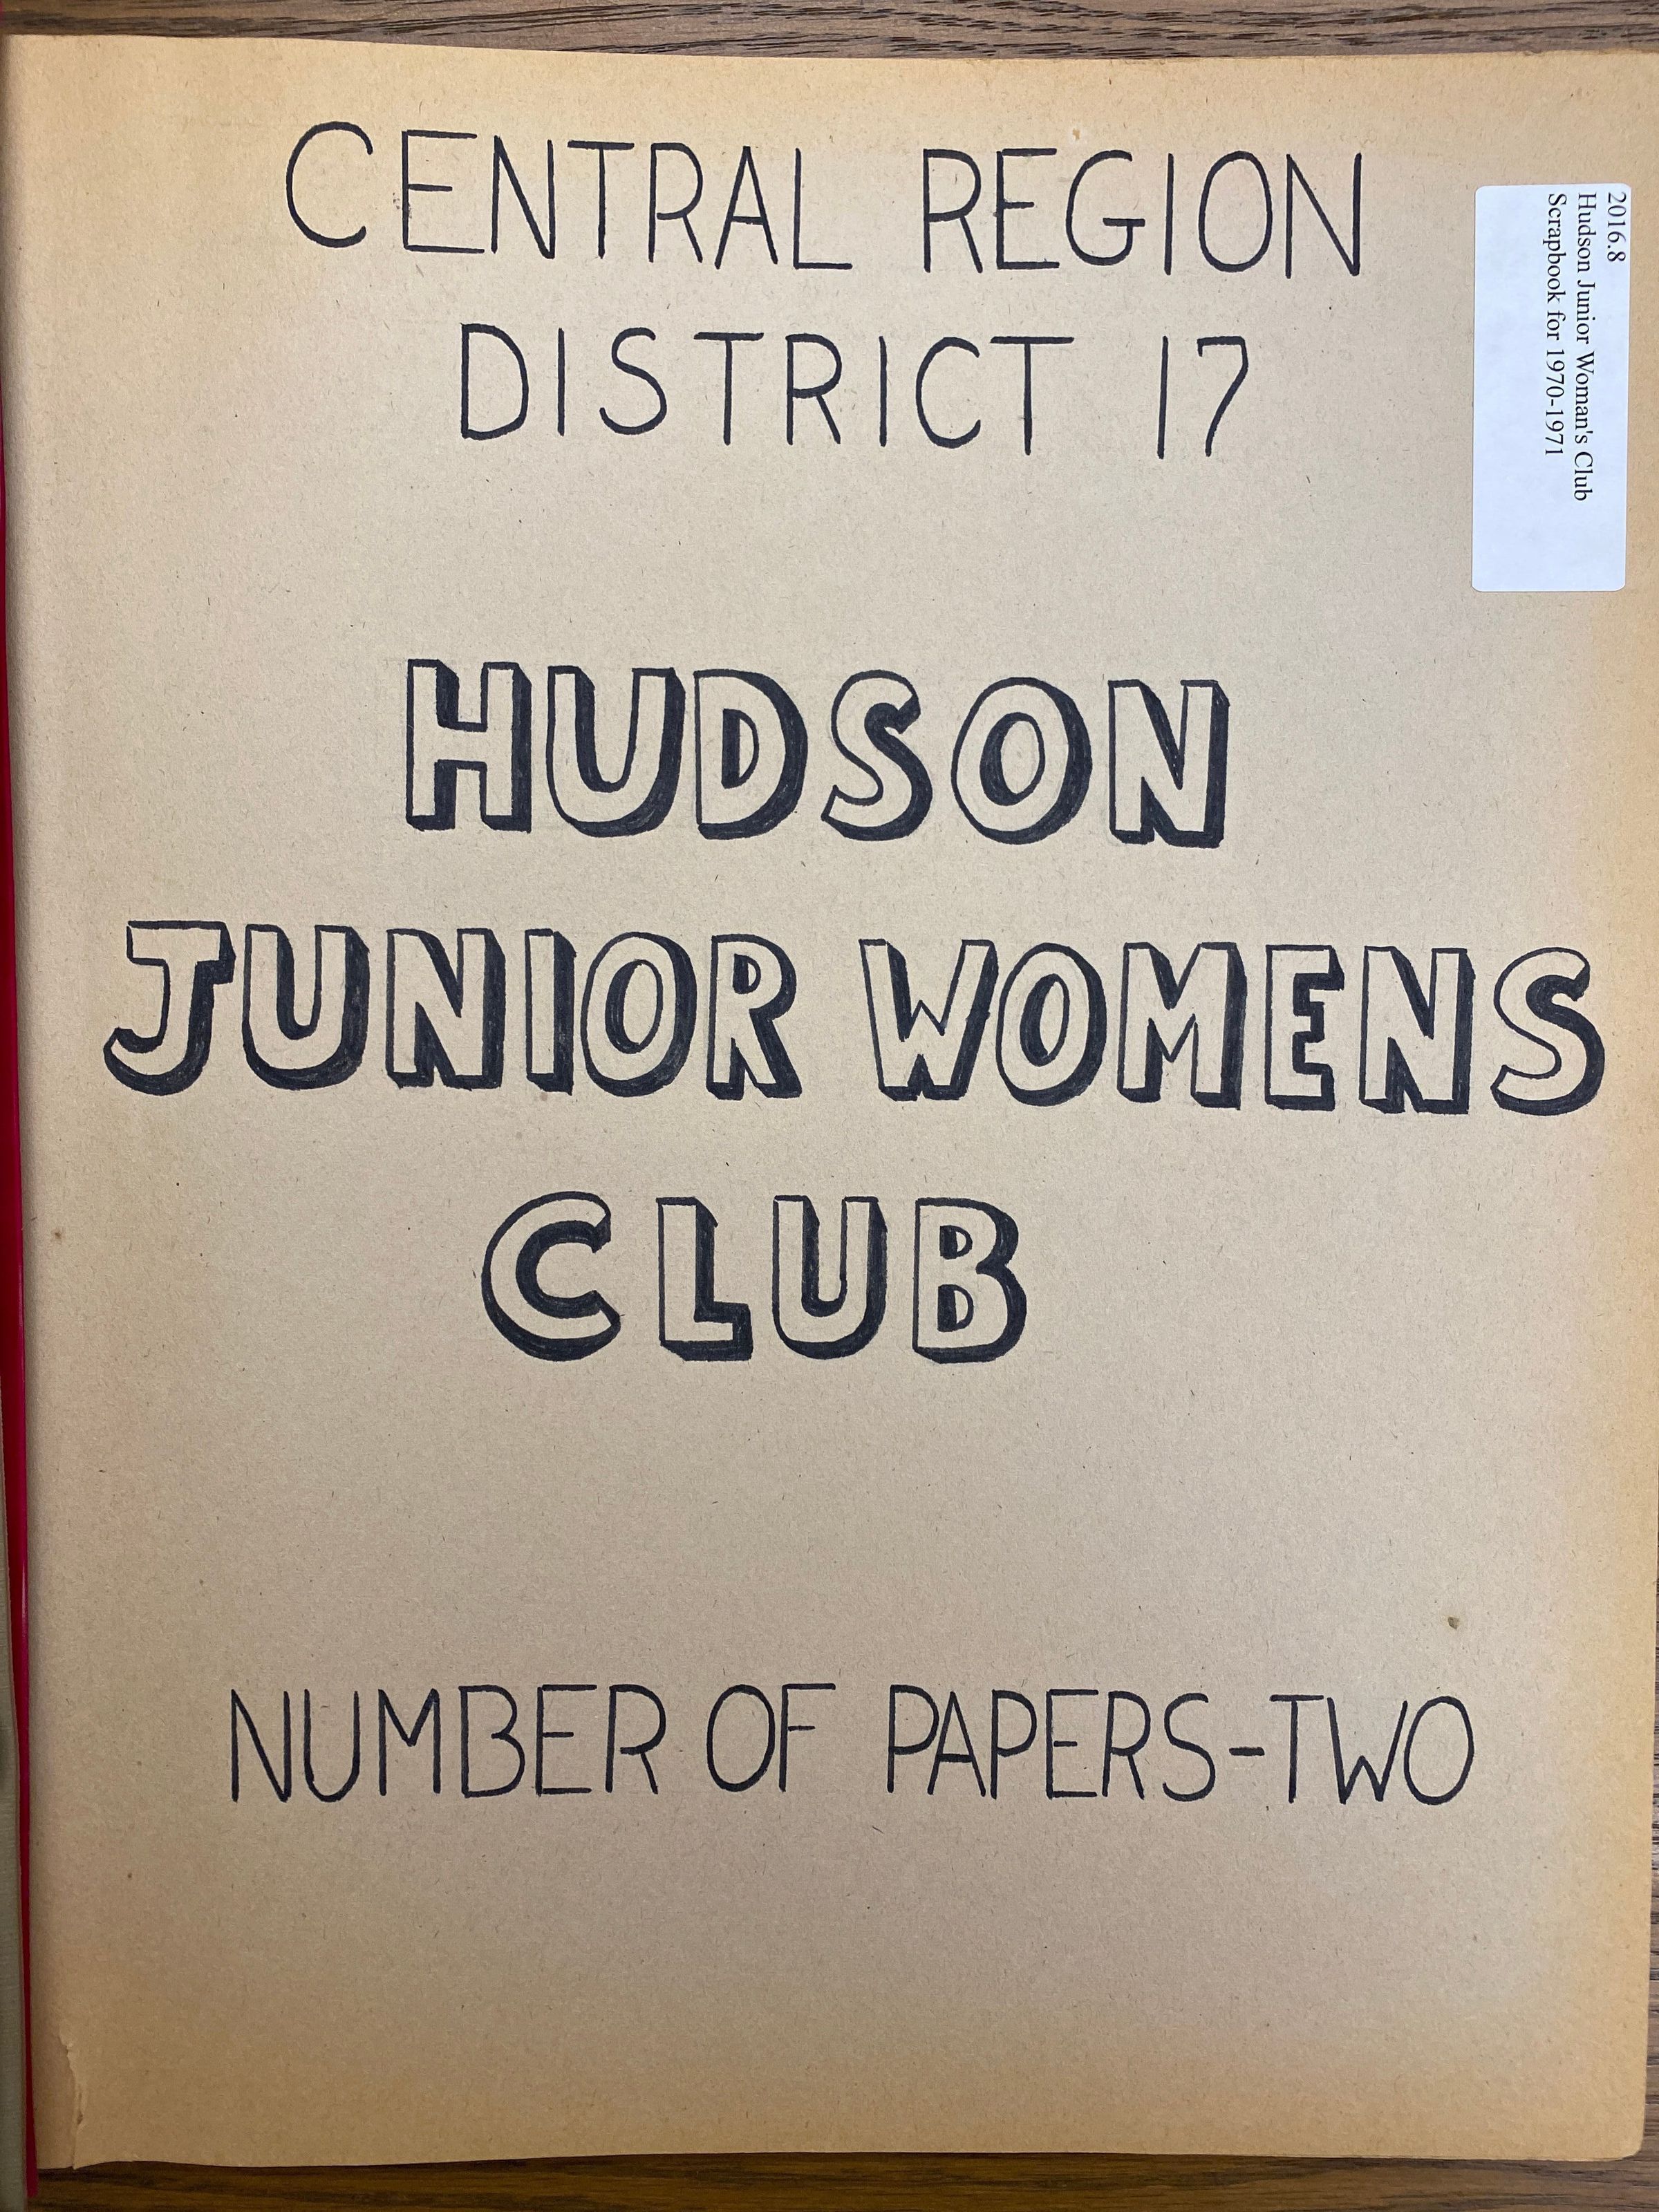 CENTRAL REGION
DISTRICT 17
2016.8
Hudson Junior Woman's Club
Scrapbook for 1970-1971
HUDSON
JUNIOR WOMENS
CLUB
NUMBER OF PAPERS-TWO